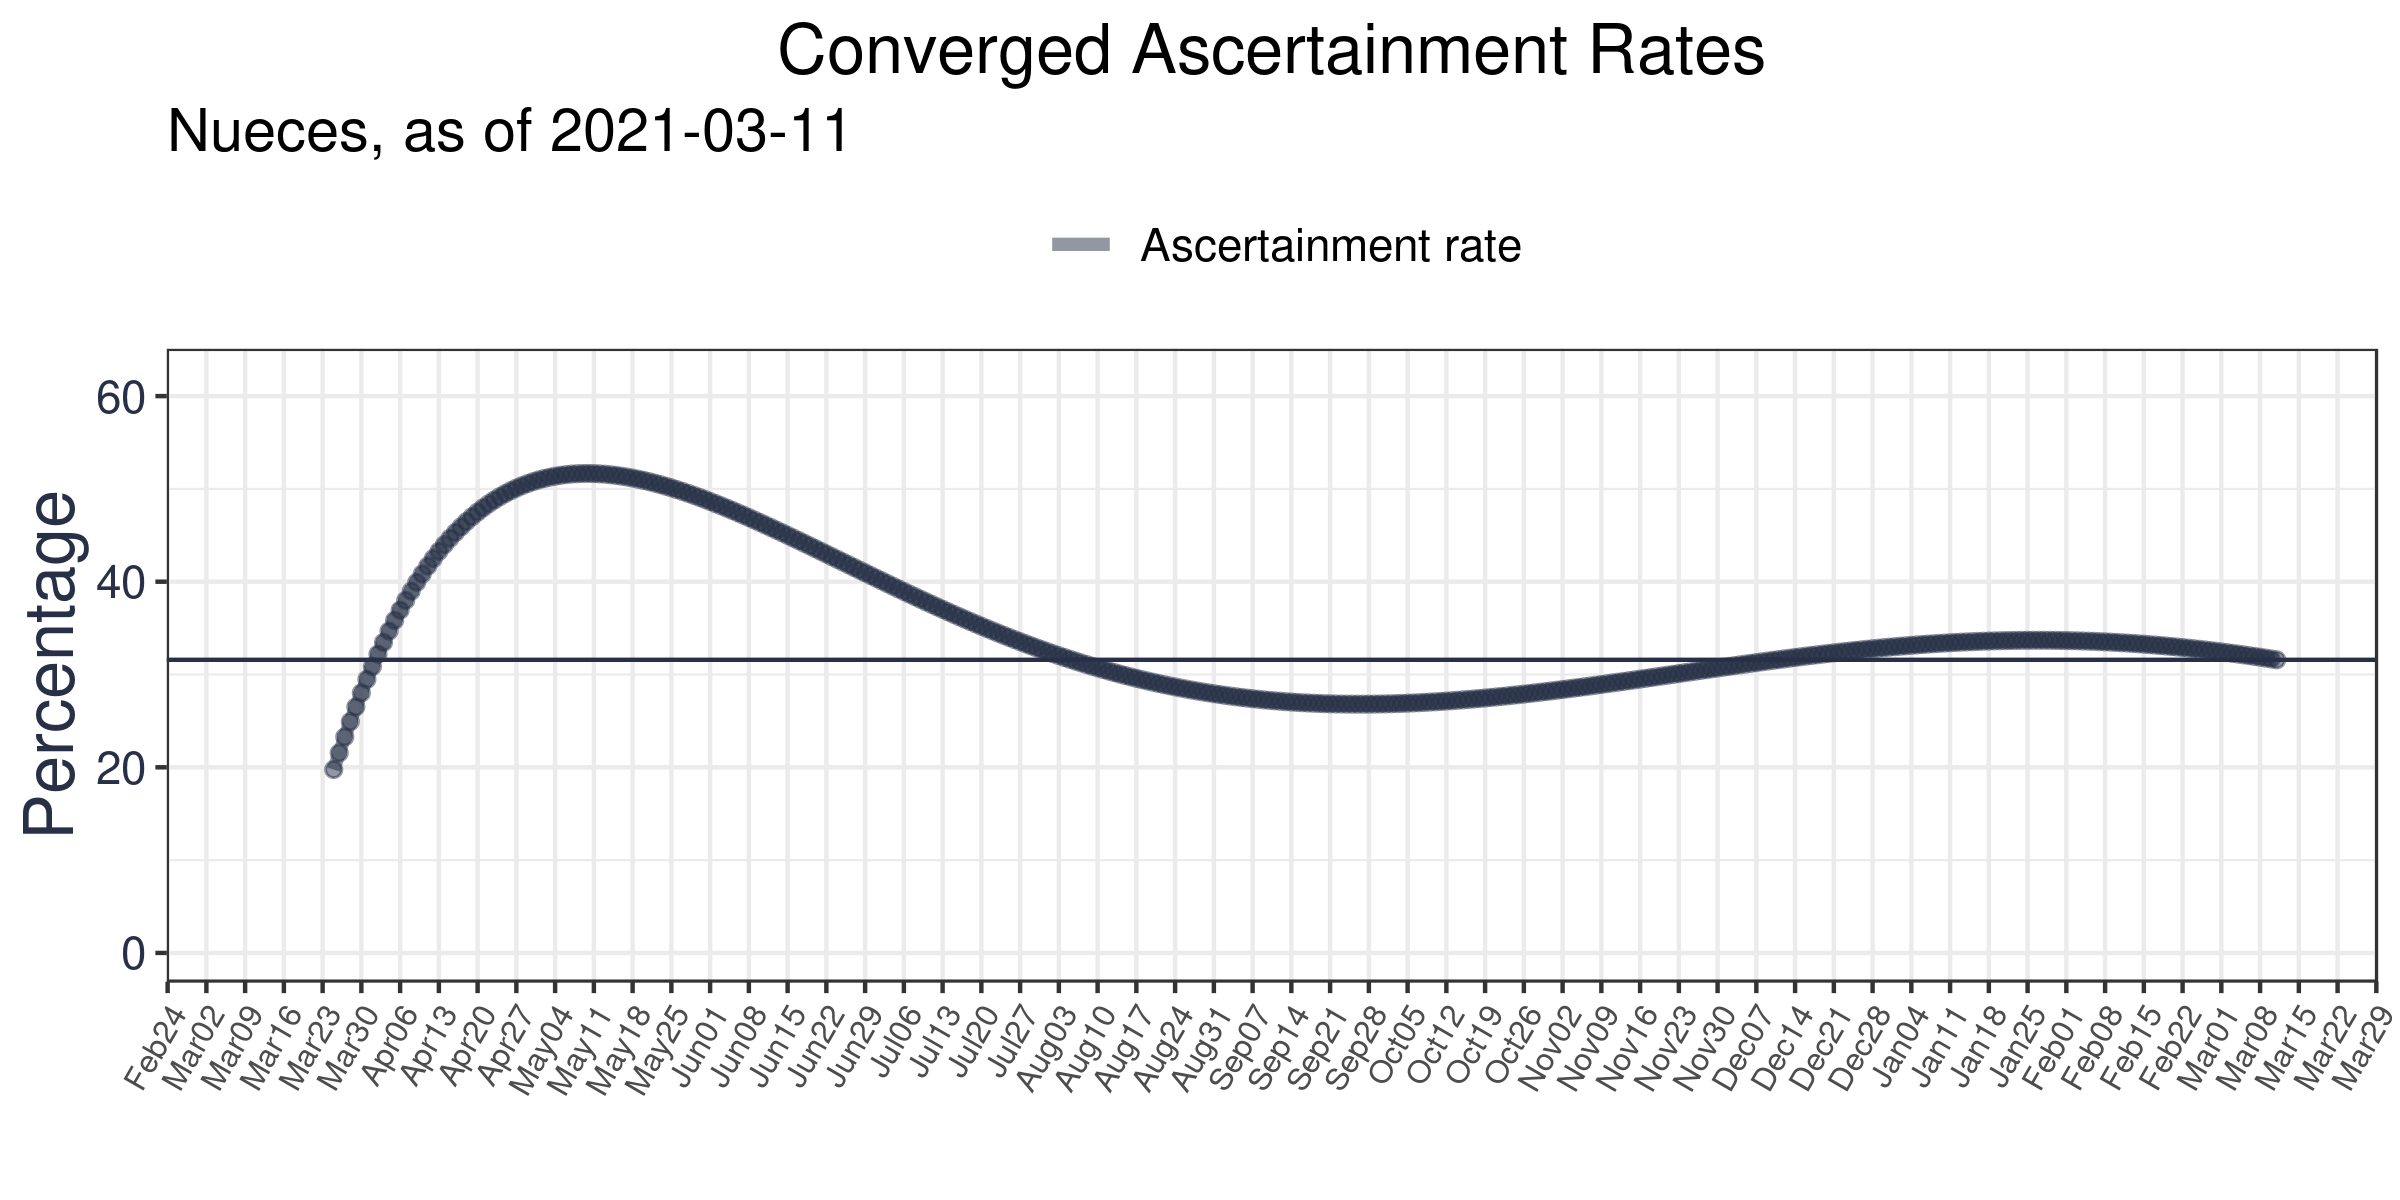 Converged Ascertainment Rates
Nueces, as of 2021-03-11
Ascertainment rate
Percentage
60
40
20
0
Feb24 Mar02 Mar09 Mar16 Mar23 Mar30 Apr06 Apr13 Apr20 Apr27 May04 May11 May18 May25 Jun01 Jun08 Jun15 Jun22 Jun29 Jul06 Jul13 Jul20 Jul27 Aug03 Aug10 Aug17 Aug24 Aug31 Sep07 Sep14 Sep21 Sep28 Oct05 Oct12 Oct19 Oct26 Nov02 Nov09 Nov16 Nov23 Nov30 Dec07 Dec14 Dec21 Dec28 Jan04 Jan11 Jan18 Jan25 Feb01 Feb08 Feb15 Feb22 Mar01 Mar08 Mar15 Mar22 Mar29